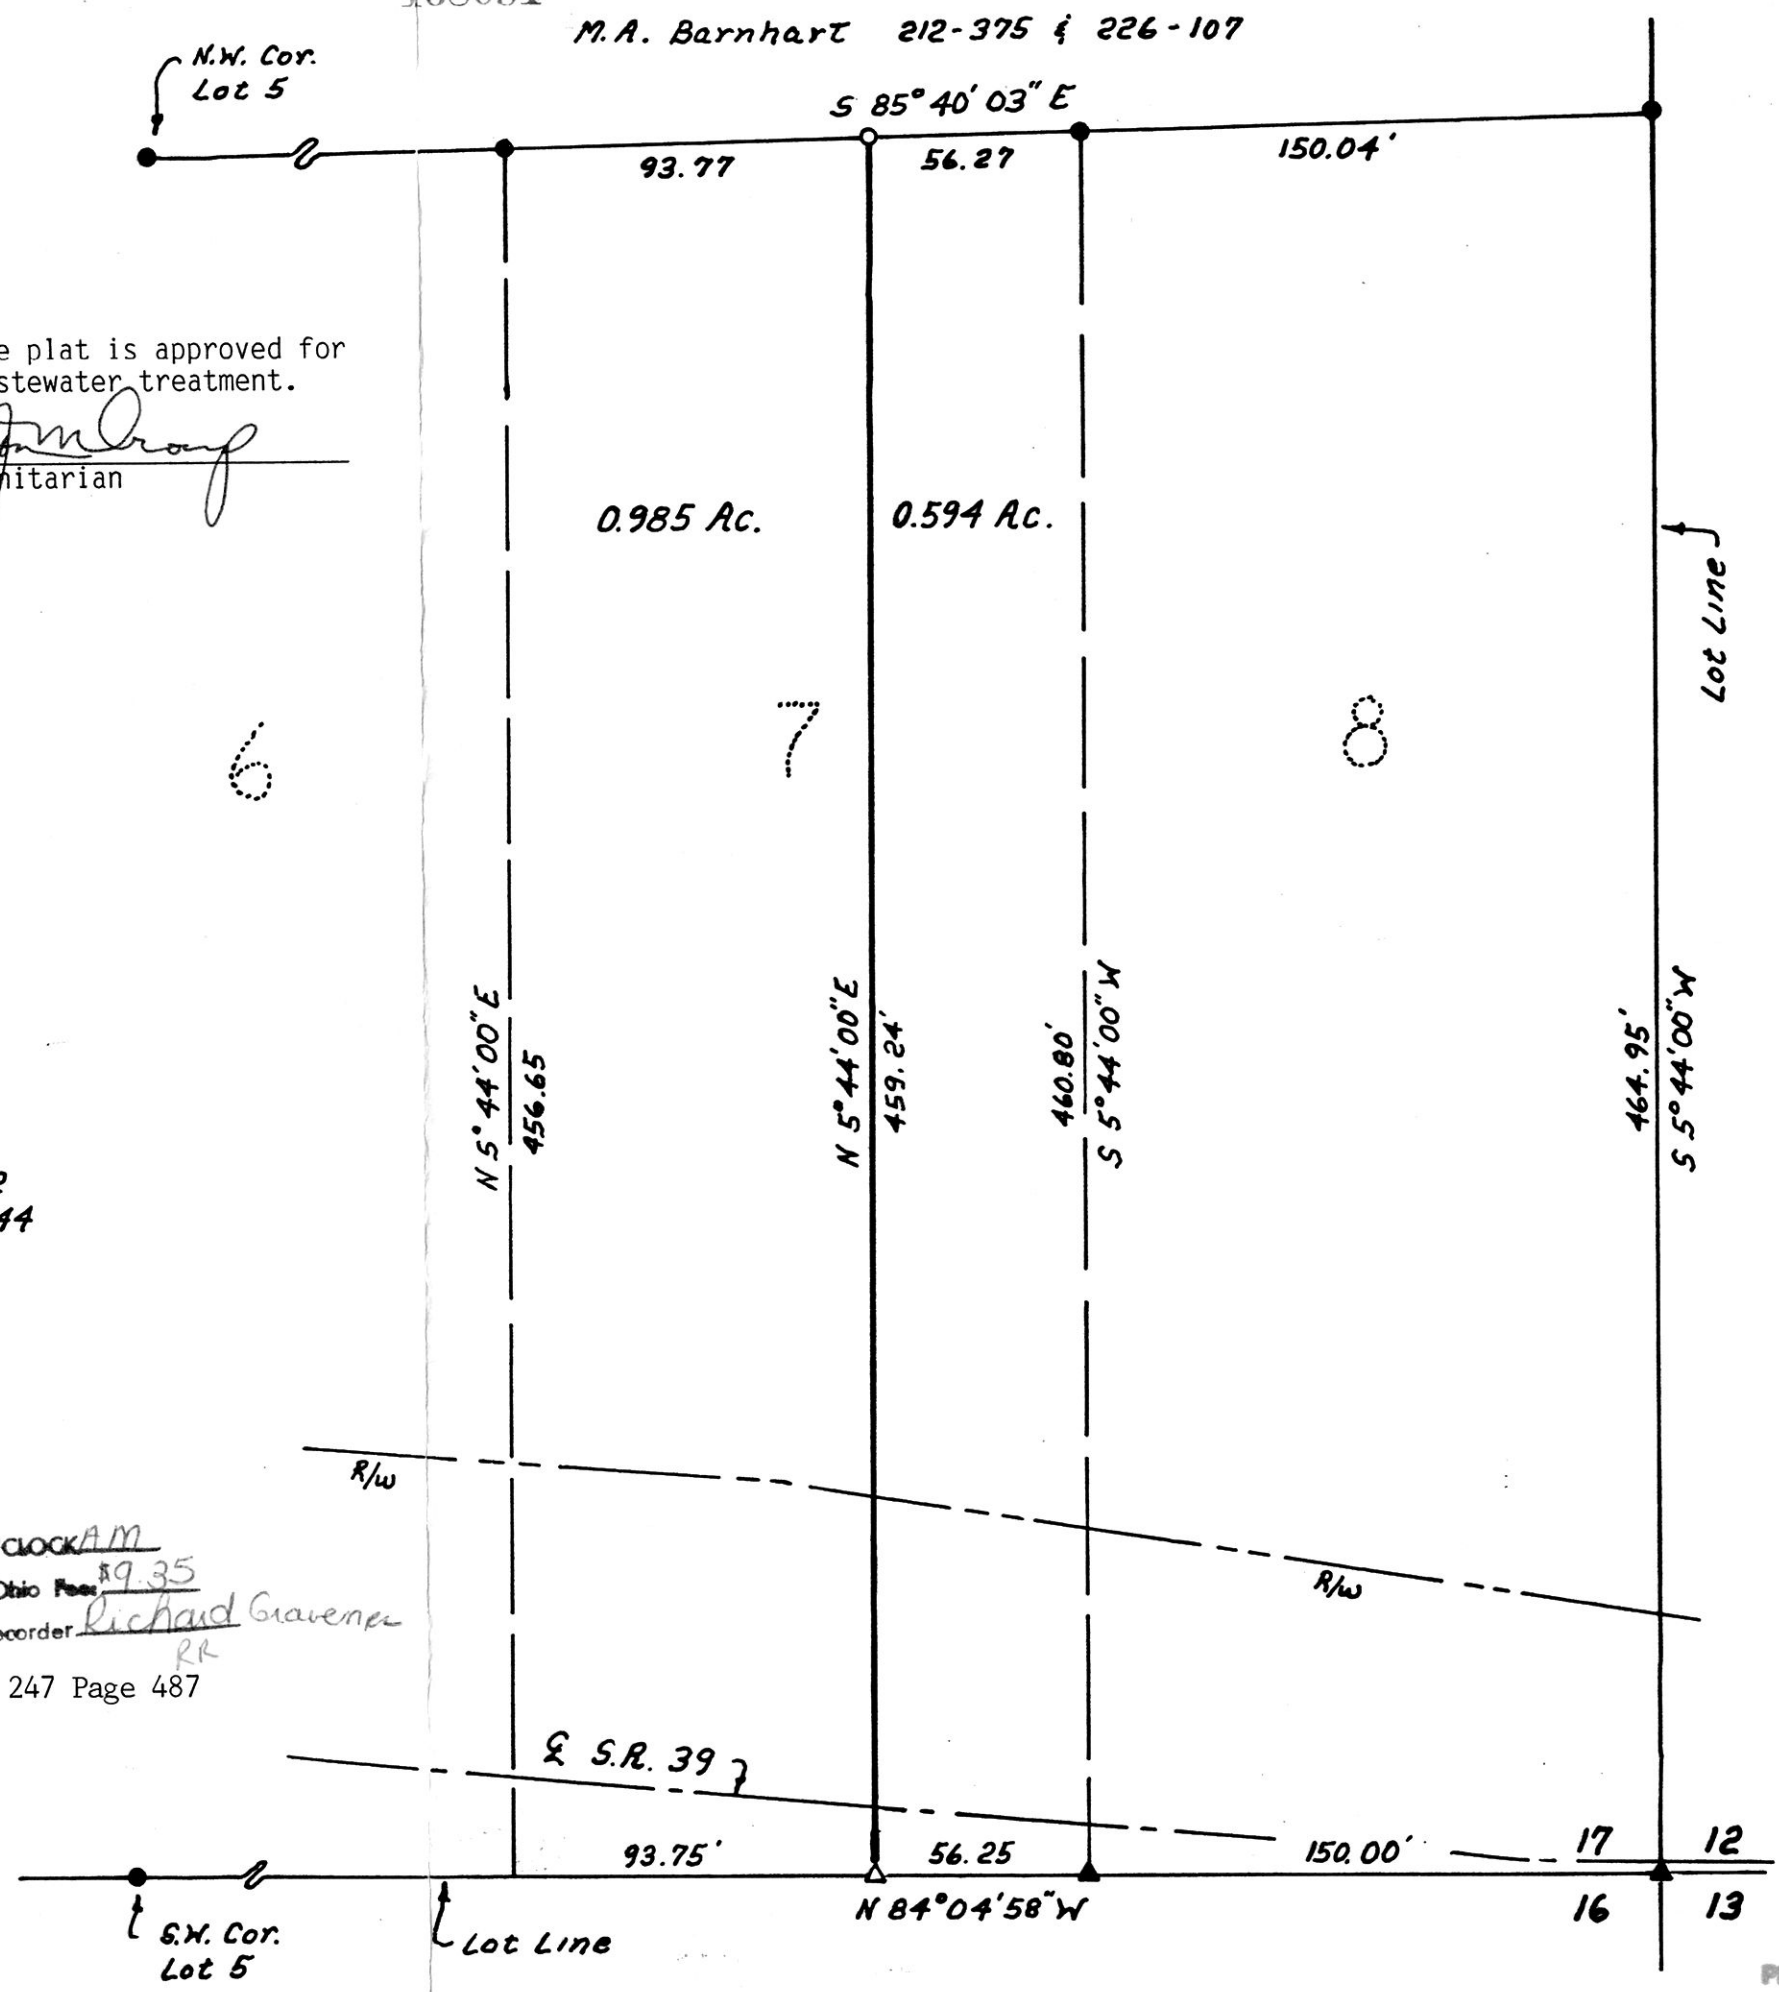 M.A. Barnhart 212-375 & 226-107
N.W. Cor.
Lot 5
S 85° 40' 03" E
93.77
56.27
150.04'
plat is approved for
treatment.
0.985 Ac.
0.594 Ac.
Lot Line
6
7
8
N 5° 44' 00" E
456.65
N 5° 44' 00" E
459.24'
460.80'
S 5° 44' 00" W
464.95'
S 5° 44' 00" W
44
R/W
R/W
CLOCK AM
Ohio Fee: $9.35
Recorder Richard Gravener
RR
247 Page 487
℄ S.R. 39
93.75'
56.25
150.00'
17
12
N 84° 04' 58" W
16
13
S.W. Cor.
Lot 5
Lot Line